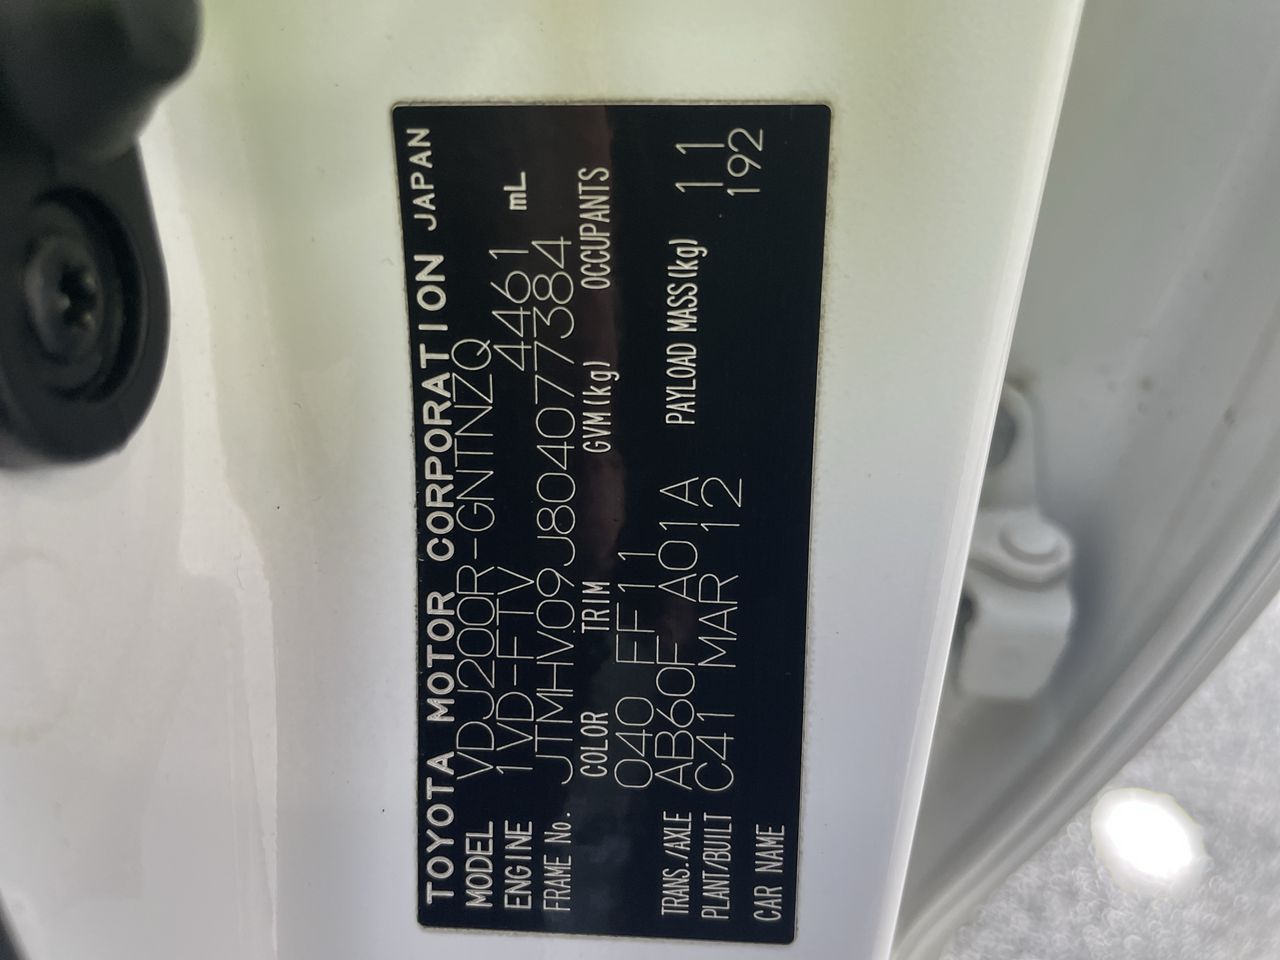 TOYOTA MOTOR CORPORATION JAPAN
MODEL VDJ200R-GNTNZQ
ENGINE 1VD-FTV 4461 mL
FRAME No. JTMHV09J804077384
COLOR TRIM GVM(kg) OCCUPANTS
040 EF11
TRANS./AXLE AB60F A01A PAYLOAD MASS(kg) 11
PLANT/BUILT C41 MAR 12 192
CAR NAME